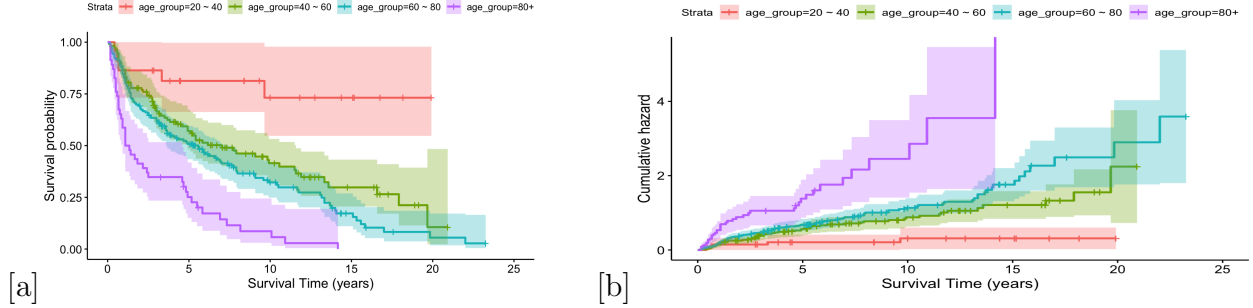 Strata age_group=20 ~ 40 age_group=40 ~ 60 age_group=60 ~ 80 age_group=80+
1.00
0.75
0.50
0.25
0.00
Survival probability
0 5 10 15 20 25
Survival Time (years)
[a]
Strata age_group=20 ~ 40 age_group=40 ~ 60 age_group=60 ~ 80 age_group=80+
4
2
0
Cumulative hazard
0 5 10 15 20 25
Survival Time (years)
[b]